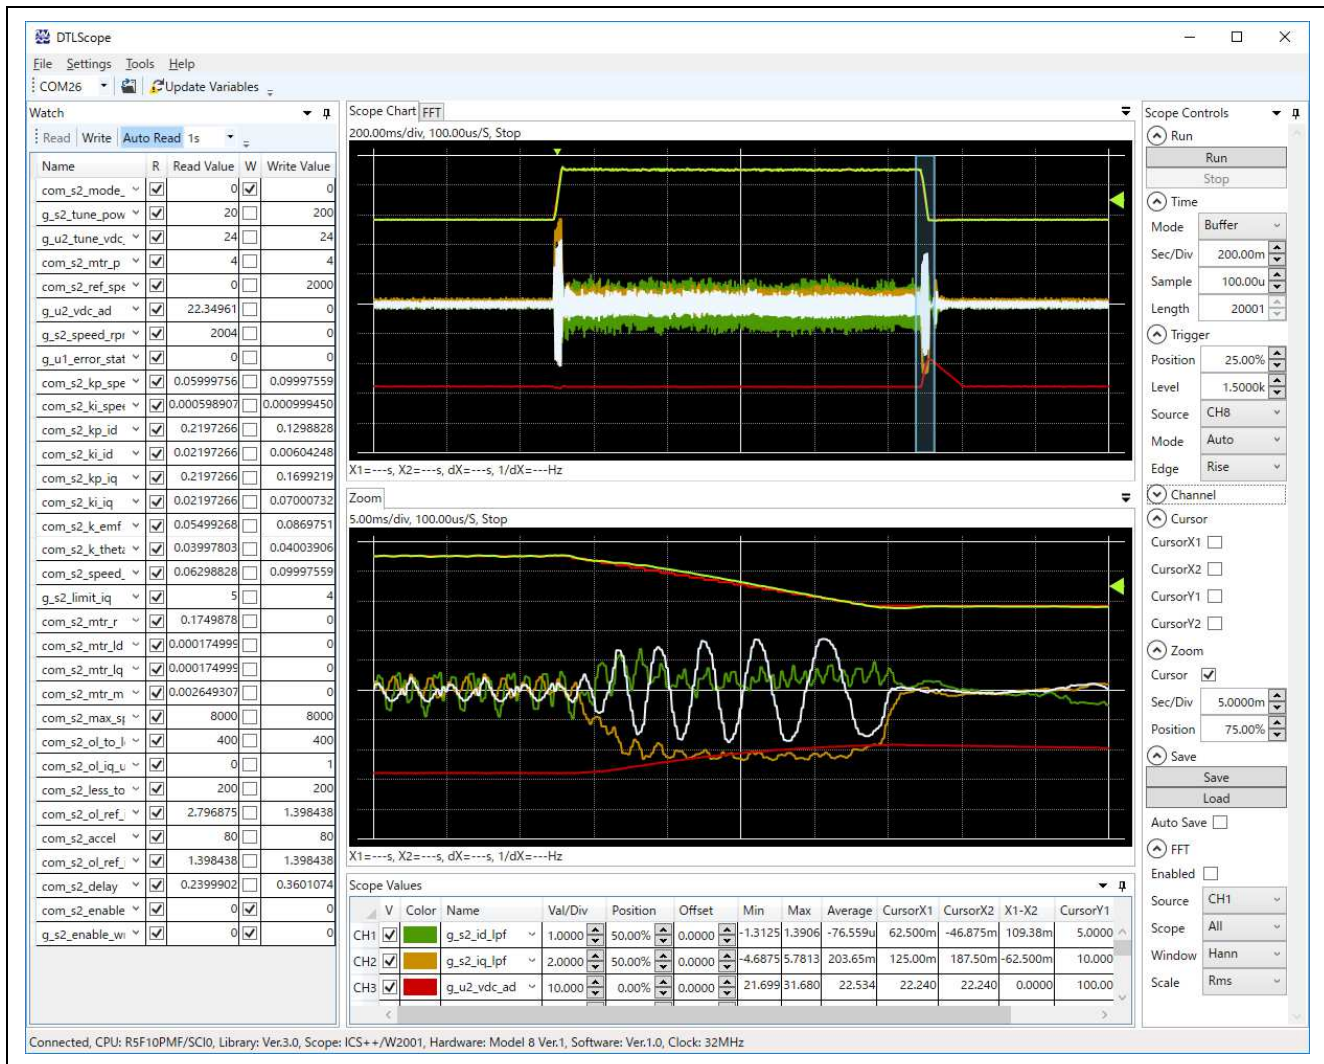 DTLScope
File Settings Tools Help
COM26 Update Variables
Watch
Read Write Auto Read 1s
Name R Read Value W Write Value
com_s2_mode_ 0 0
g_s2_tune_pow 20 200
g_u2_tune_vdc_ 24 24
com_s2_mtr_p 4 4
com_s2_ref_spe 0 2000
g_u2_vdc_ad 22.34961 0
g_s2_speed_rpm 2004 0
g_u1_error_stat 0 0
com_s2_kp_spe 0.05999756 0.09997559
com_s2_ki_spee 0.000598907 0.000999450
com_s2_kp_id 0.2197266 0.1298828
com_s2_ki_id 0.02197266 0.00604248
com_s2_kp_iq 0.2197266 0.1699219
com_s2_ki_iq 0.02197266 0.07000732
com_s2_k_emf 0.05499268 0.0869751
com_s2_k_theta 0.03997803 0.04003906
com_s2_speed_ 0.06298828 0.09997559
g_s2_limit_iq 5 4
com_s2_mtr_r 0.1749878 0
com_s2_mtr_ld 0.000174999 0
com_s2_mtr_lq 0.000174999 0
com_s2_mtr_m 0.002649307 0
com_s2_max_sp 8000 8000
com_s2_ol_to_l 400 400
com_s2_ol_iq_u 0 1
com_s2_less_to 200 200
com_s2_ol_ref_ 2.796875 1.398438
com_s2_accel 80 80
com_s2_ol_ref_ 1.398438 1.398438
com_s2_delay 0.2399902 0.3601074
com_s2_enable 0 0
g_s2_enable_wr 0 0
Scope Chart FFT
200.00ms/div, 100.00us/S, Stop
X1=---s, X2=---s, dX=---s, 1/dX=---Hz
Zoom
5.00ms/div, 100.00us/S, Stop
X1=---s, X2=---s, dX=---s, 1/dX=---Hz
Scope Values
V Color Name Val/Div Position Offset Min Max Average CursorX1 CursorX2 X1-X2 CursorY1
CH1 g_s2_id_lpf 1.0000 50.00% 0.0000 -1.3125 1.3906 -76.559u 62.500m -46.875m 109.38m 5.0000
CH2 g_s2_iq_lpf 2.0000 50.00% 0.0000 -4.6875 5.7813 203.65m 125.00m 187.50m -62.500m 10.000
CH3 g_u2_vdc_ad 10.000 0.00% 0.0000 21.699 31.680 22.534 22.240 22.240 0.0000 100.00
Scope Controls
Run
Run
Stop
Time
Mode Buffer
Sec/Div 200.00m
Sample 100.00u
Length 20001
Trigger
Position 25.00%
Level 1.5000k
Source CH8
Mode Auto
Edge Rise
Channel
Cursor
CursorX1
CursorX2
CursorY1
CursorY2
Zoom
Cursor
Sec/Div 5.0000m
Position 75.00%
Save
Save
Load
Auto Save
FFT
Enabled
Source CH1
Scope All
Window Hann
Scale Rms
Connected, CPU: R5F10PMF/SCI0, Library: Ver.3.0, Scope: ICS++/W2001, Hardware: Model 8 Ver.1, Software: Ver.1.0, Clock: 32MHz